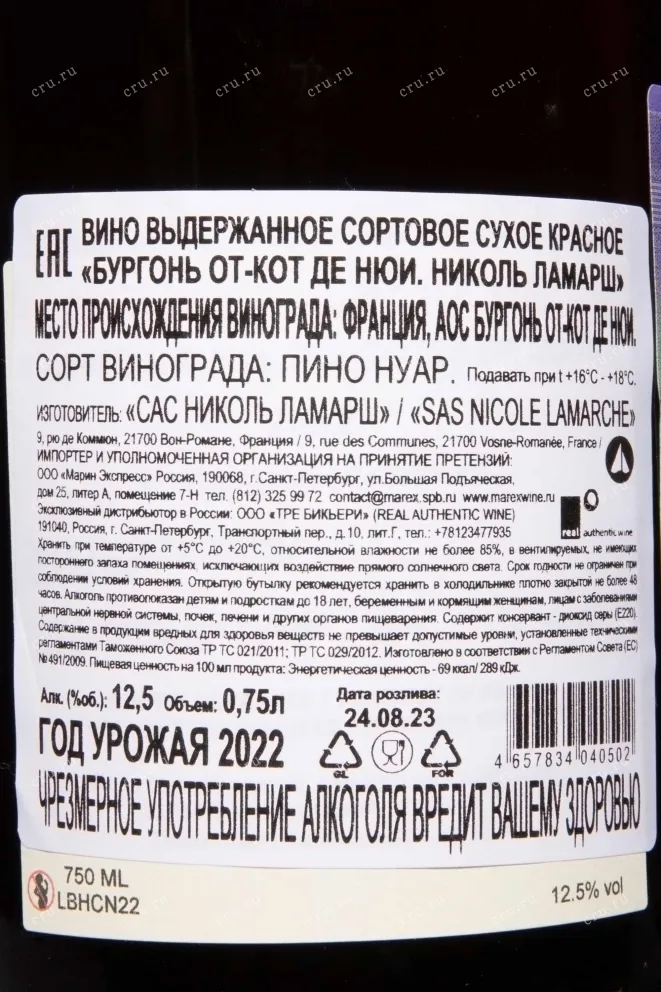 cru.ru cru.ru cru.ru cru.ru
EAC ВИНО ВЫДЕРЖАННОЕ СОРТОВОЕ СУХОЕ КРАСНОЕ
«БУРГОНЬ ОТ-КОТ ДЕ НЮИ. НИКОЛЬ ЛАМАРШ»
МЕСТО ПРОИСХОЖДЕНИЯ ВИНОГРАДА: ФРАНЦИЯ, АОС БУРГОНЬ ОТ-КОТ ДЕ НЮИ.
СОРТ ВИНОГРАДА: ПИНО НУАР. Подавать при t +16°C - +18°C.
ИЗГОТОВИТЕЛЬ: «САС НИКОЛЬ ЛАМАРШ» / «SAS NICOLE LAMARCHE»
9, рю де Коммюн, 21700 Вон-Романе, Франция / 9, rue des Communes, 21700 Vosne-Romanée, France /
ИМПОРТЕР И УПОЛНОМОЧЕННАЯ ОРГАНИЗАЦИЯ НА ПРИНЯТИЕ ПРЕТЕНЗИЙ:
ООО «Марин Экспресс» Россия, 190068, г.Санкт-Петербург, ул.Большая Подъяческая,
дом 25, литер А, помещение 7-Н тел. (812) 325 99 72 contact@marex.spb.ru www.marexwine.ru
Эксклюзивный дистрибьютор в России: ООО «ТРЕ БИКЬЕРИ» (REAL AUTHENTIC WINE)
191040, Россия, г. Санкт-Петербург, Транспортный пер., д.10, лит.Г, тел.: +78123477935
real authentic wine
Хранить при температуре от +5°C до +20°C, относительной влажности не более 85%, в вентилируемых, не имеющих
постороннего запаха помещениях, исключающих воздействие прямого солнечного света. Срок годности не ограничен при
соблюдении условий хранения. Открытую бутылку рекомендуется хранить в холодильнике плотно закрытой не более 48
часов. Алкоголь противопоказан детям и подросткам до 18 лет, беременным и кормящим женщинам, лицам с заболеваниями
центральной нервной системы, почек, печени и других органов пищеварения. Содержит консервант - диоксид серы (E220).
Содержание в продукции вредных для здоровья веществ не превышает допустимые уровни, установленные техническими
регламентами Таможенного Союза ТР ТС 021/2011; ТР ТС 029/2012. Изготовлено в соответствии с Регламентом Совета (ЕС)
№ 491/2009. Пищевая ценность на 100 мл продукта: Энергетическая ценность - 69 ккал/ 289 кДж.
Алк. (%об.): 12,5 Объем: 0,75л
Дата розлива:
24.08.23
ГОД УРОЖАЯ 2022
GL FOR
4 657834 040502
ЧРЕЗМЕРНОЕ УПОТРЕБЛЕНИЕ АЛКОГОЛЯ ВРЕДИТ ВАШЕМУ ЗДОРОВЬЮ
750 ML
LBHCN22
12.5% vol